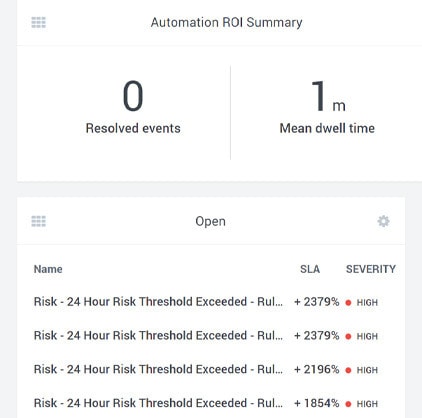 Automation ROI Summary
0 1 m
Resolved events Mean dwell time
Open
Name SLA SEVERITY
Risk - 24 Hour Risk Threshold Exceeded - Rul... + 2379% HIGH
Risk - 24 Hour Risk Threshold Exceeded - Rul... + 2379% HIGH
Risk - 24 Hour Risk Threshold Exceeded - Rul... + 2196% HIGH
Risk - 24 Hour Risk Threshold Exceeded - Rul... + 1854% HIGH